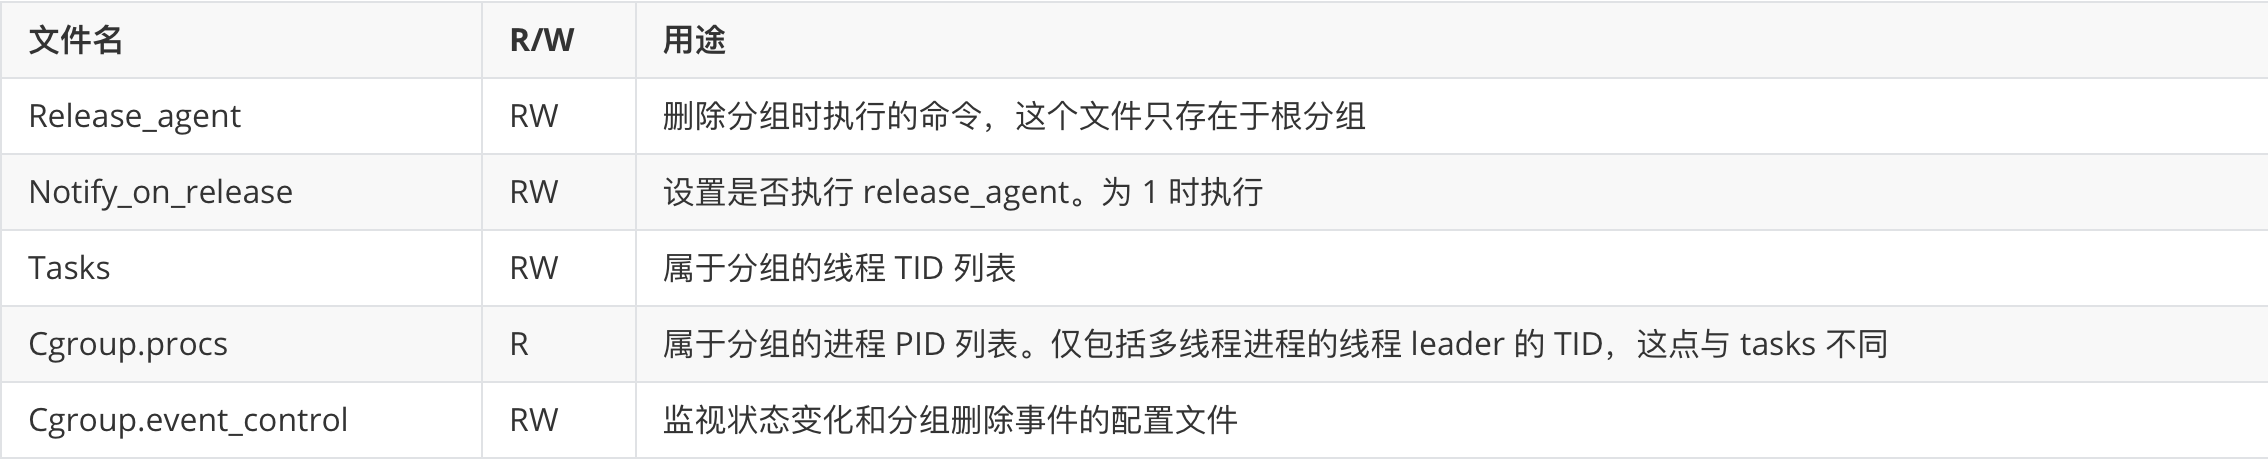 文件名 R/W 用途
Release_agent RW 删除分组时执行的命令，这个文件只存在于根分组
Notify_on_release RW 设置是否执行 release_agent。为 1 时执行
Tasks RW 属于分组的线程 TID 列表
Cgroup.procs R 属于分组的进程 PID 列表。仅包括多线程进程的线程 leader 的 TID，这点与 tasks 不同
Cgroup.event_control RW 监视状态变化和分组删除事件的配置文件